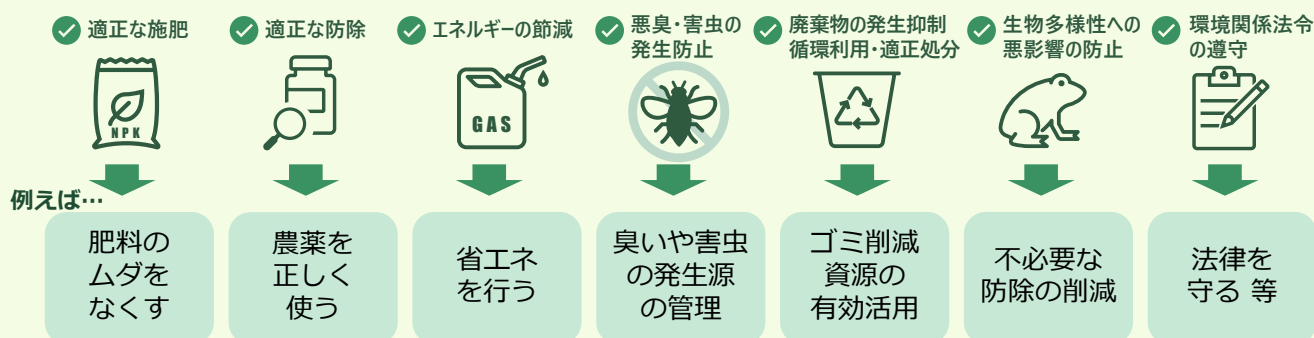 適正な施肥
適正な防除
エネルギーの節減
悪臭・害虫の
発生防止
廃棄物の発生抑制
循環利用・適正処分
生物多様性への
悪影響の防止
環境関係法令
の遵守
NPK
GAS
例えば…
肥料の
ムダを
なくす
農薬を
正しく
使う
省エネ
を行う
臭いや害虫
の発生源
の管理
ゴミ削減
資源の
有効活用
不必要な
防除の削減
法律を
守る 等